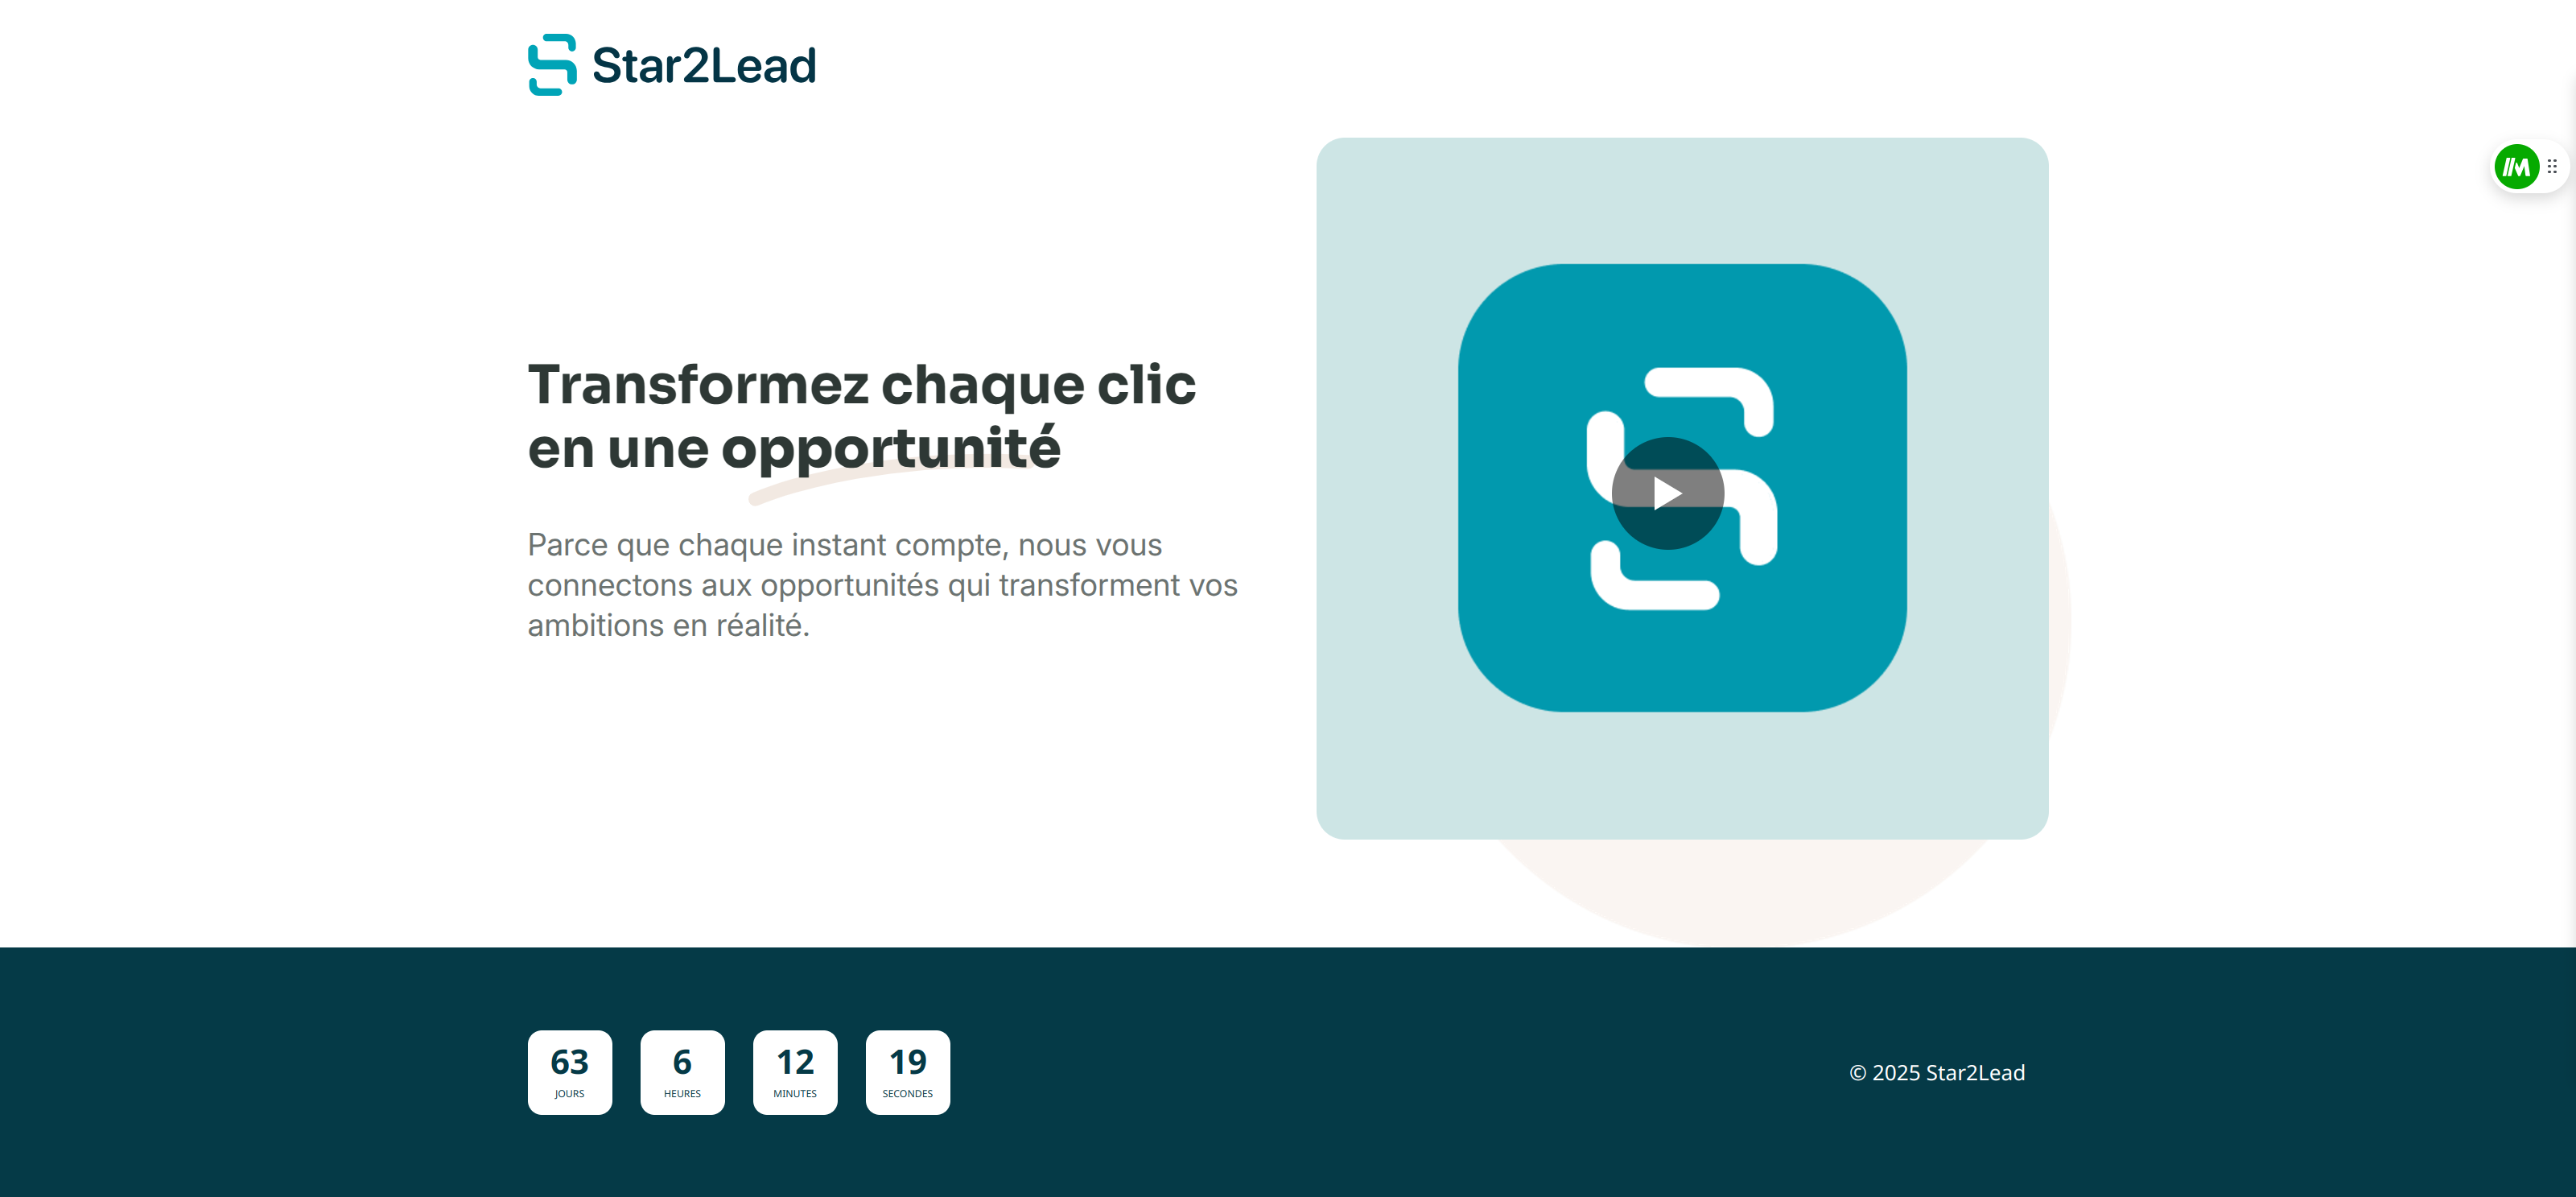 Star2Lead
Transformez chaque clic
en une opportunité
Parce que chaque instant compte, nous vous
connectons aux opportunités qui transforment vos
ambitions en réalité.
63
JOURS
6
HEURES
12
MINUTES
19
SECONDES
© 2025 Star2Lead